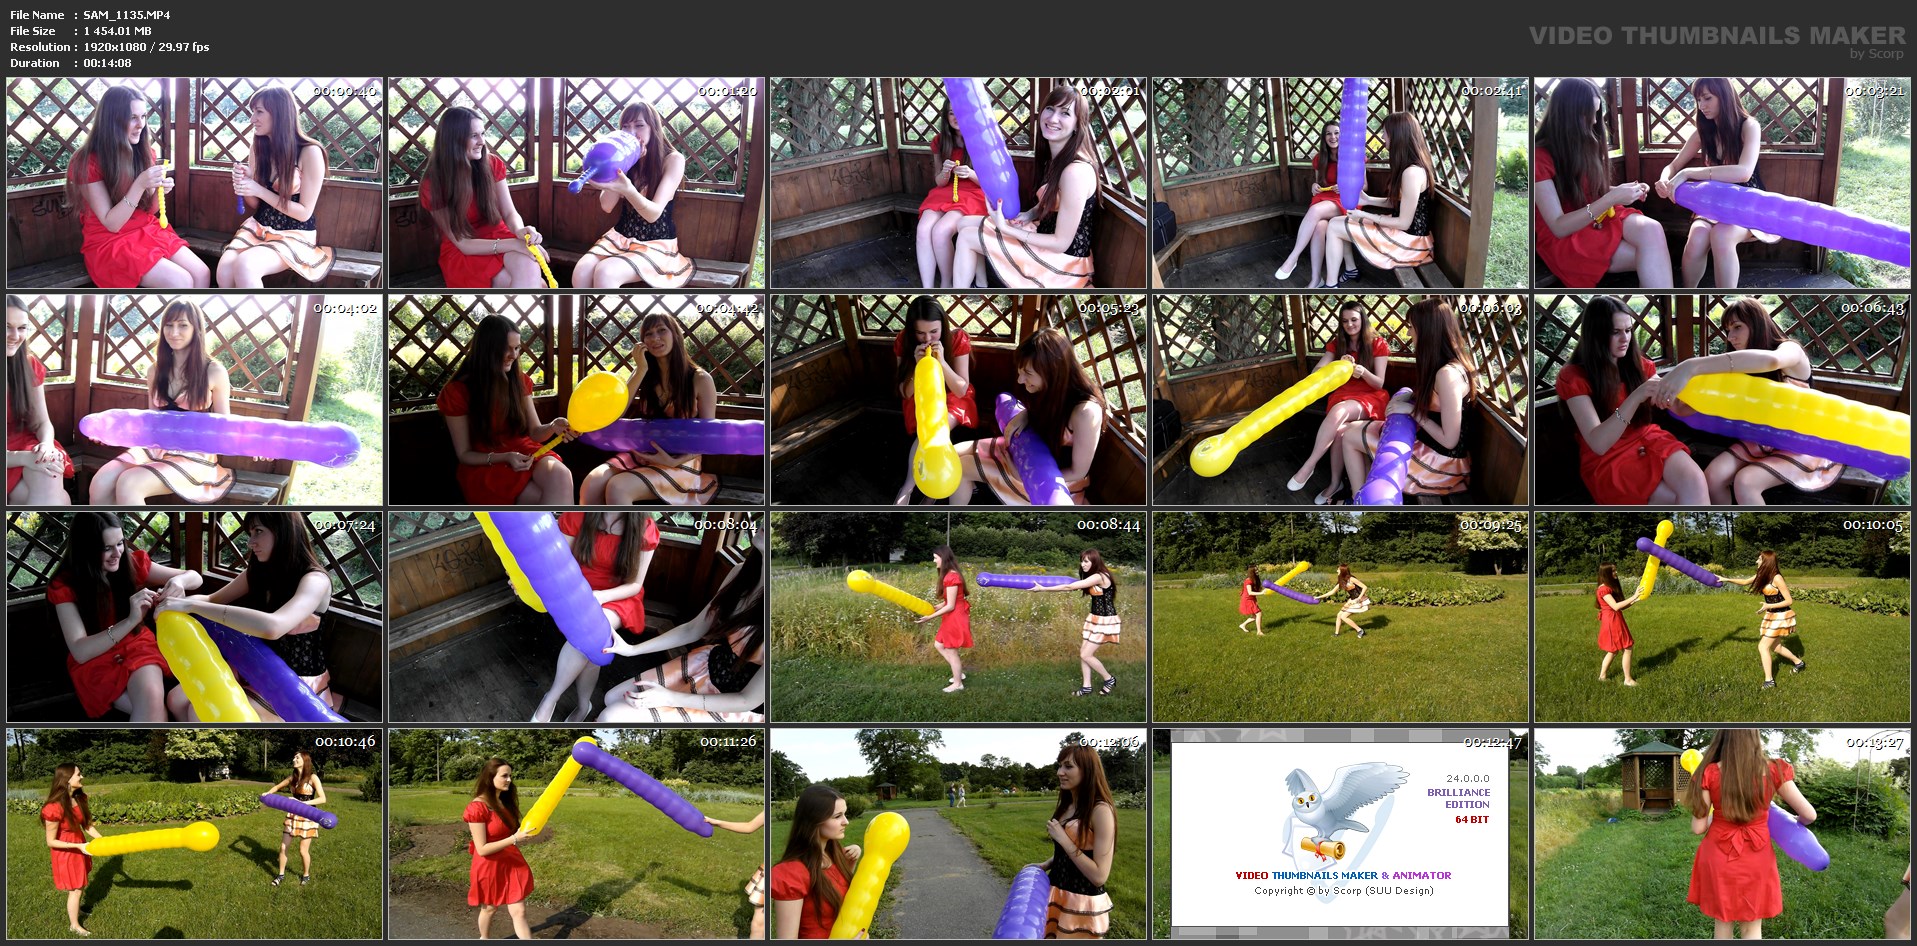 File Name : SAM_1135.MP4
File Size : 1 454.01 MB
Resolution : 1920x1080 / 29.97 fps
Duration : 00:14:08
VIDEO THUMBNAILS MAKER
by Scorp
00:00:40
00:01:20
00:02:01
00:02:41
00:03:21
00:04:02
00:04:42
00:05:23
00:06:03
00:06:43
00:07:24
00:08:04
00:08:44
00:09:25
00:10:05
00:10:46
00:11:26
00:12:06
00:12:47
24.0.0.0
BRILLIANCE
EDITION
64 BIT
VIDEO THUMBNAILS MAKER & ANIMATOR
Copyright © by Scorp (SUU Design)
00:13:27